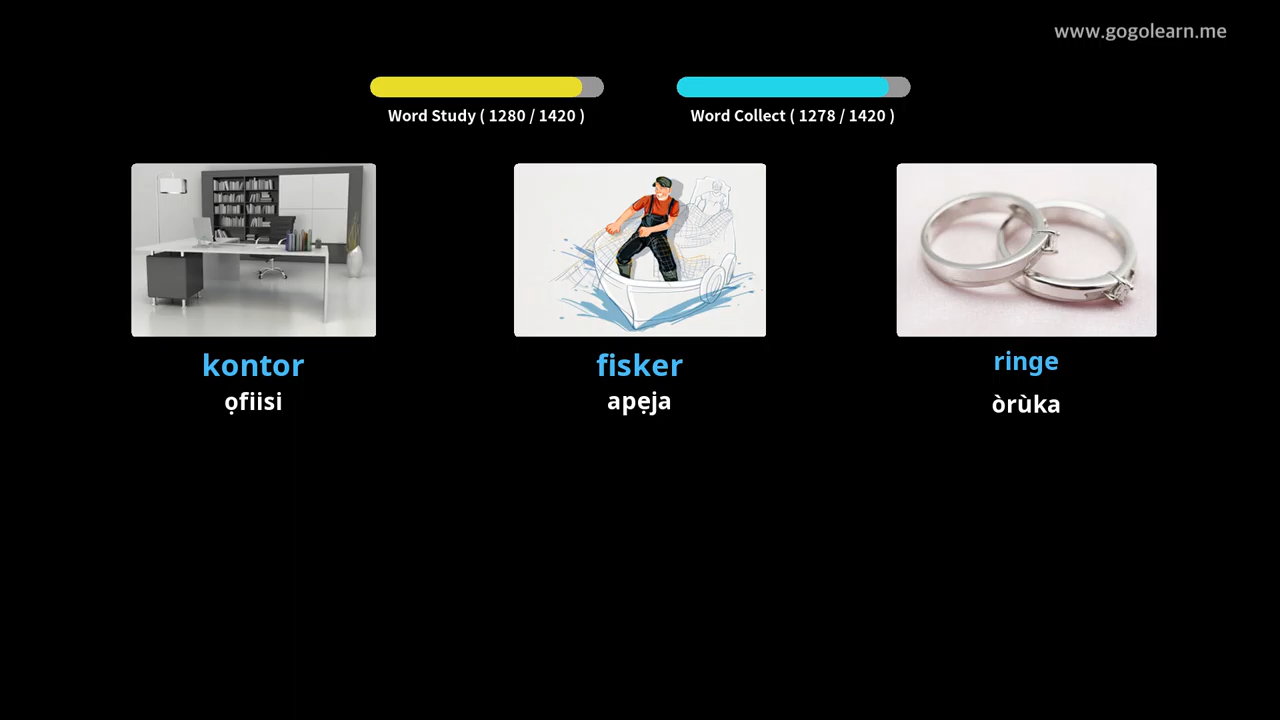 www.gogolearn.me
Word Study ( 1280 / 1420 )
Word Collect ( 1278 / 1420 )
kontor
ọfiisi
fisker
apẹja
ringe
òrùka